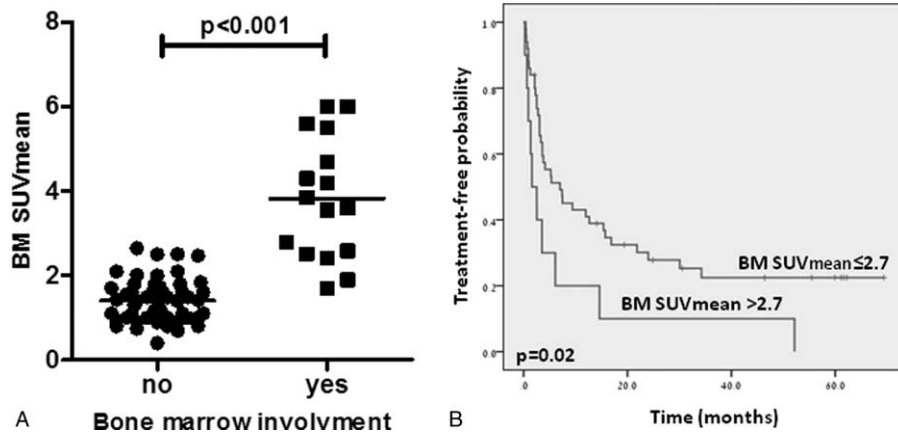 8
6
4
2
0
BM SUVmean
p<0.001
no yes
Bone marrow involyment
A
1.0
0.8
0.6
0.4
0.2
0.0
Treatment-free probability
BM SUVmean≤2.7
BM SUVmean >2.7
p=0.02
.0 20.0 40.0 60.0
Time (months)
B